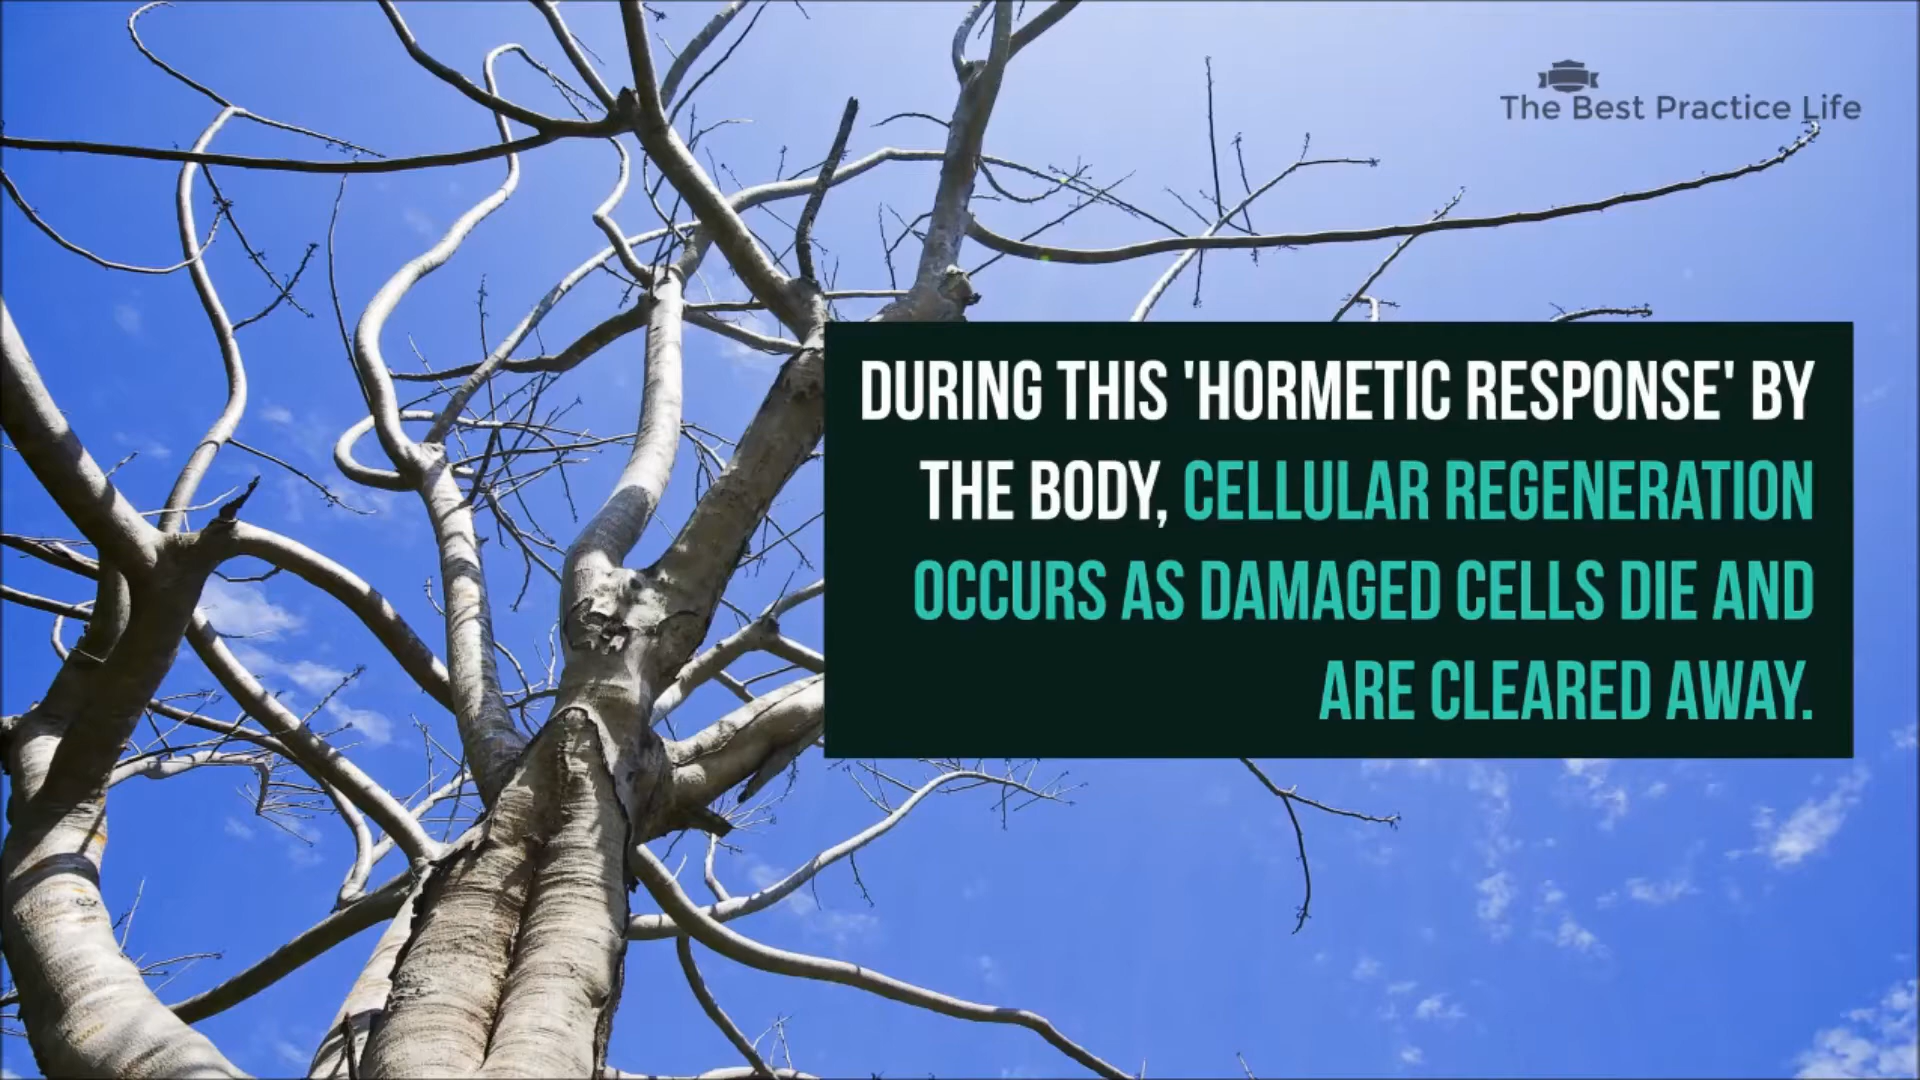 The Best Practice Life
DURING THIS 'HORMETIC RESPONSE' BY
THE BODY, CELLULAR REGENERATION
OCCURS AS DAMAGED CELLS DIE AND
ARE CLEARED AWAY.